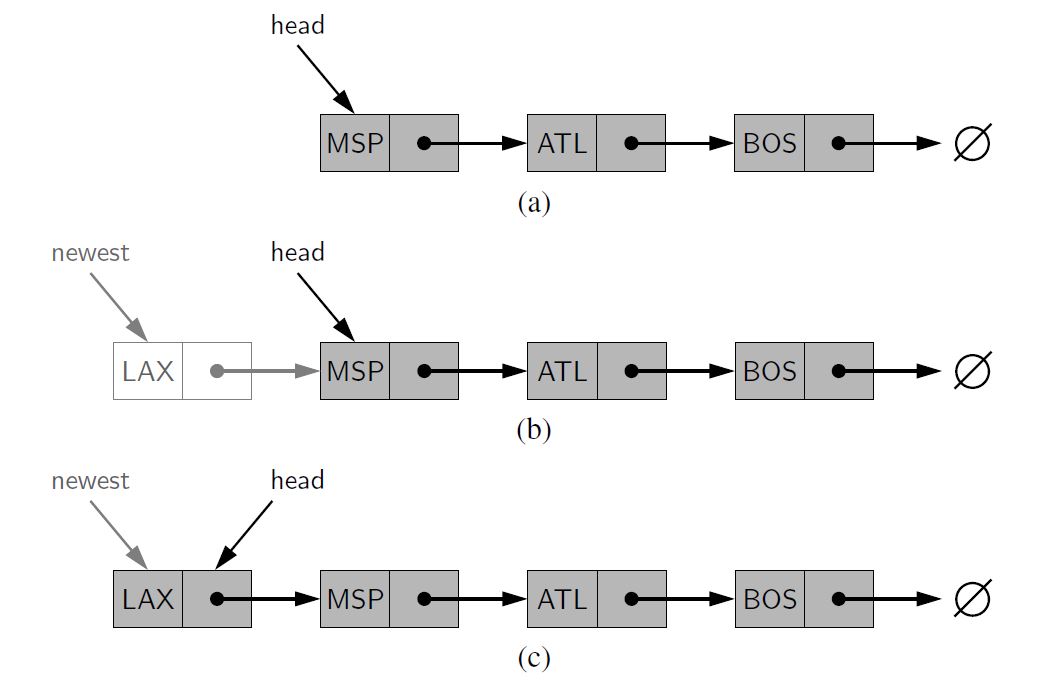 head
MSP ATL BOS ∅
(a)
newest head
LAX MSP ATL BOS ∅
(b)
newest head
LAX MSP ATL BOS ∅
(c)